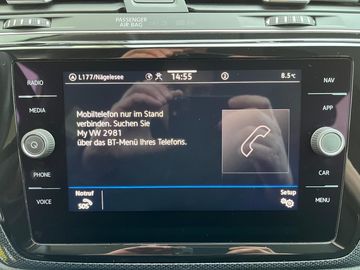 PASSENGER
AIR BAG
RADIO
MEDIA
PHONE
VOICE
L177/Nägelesee
14:55
8.5°C
Mobiltelefon nur im Stand
verbinden. Suchen Sie
My VW 2981
über das BT-Menü Ihres Telefons.
Notruf
SOS
Setup
NAV
APP
CAR
MENU